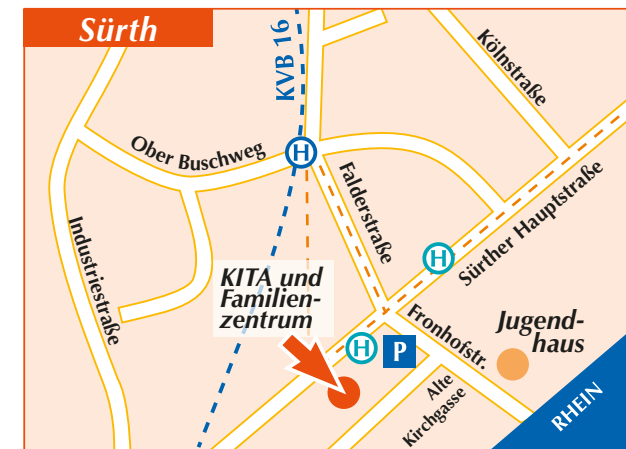 Sürth
KVB 16
Kölnstraße
Ober Buschweg
H
Falderstraße
Industriestraße
H
Sürther Hauptstraße
KITA und
Familien-
zentrum
Fronhofstr.
Jugend-
haus
H
P
Alte
Kirchgasse
RHEIN